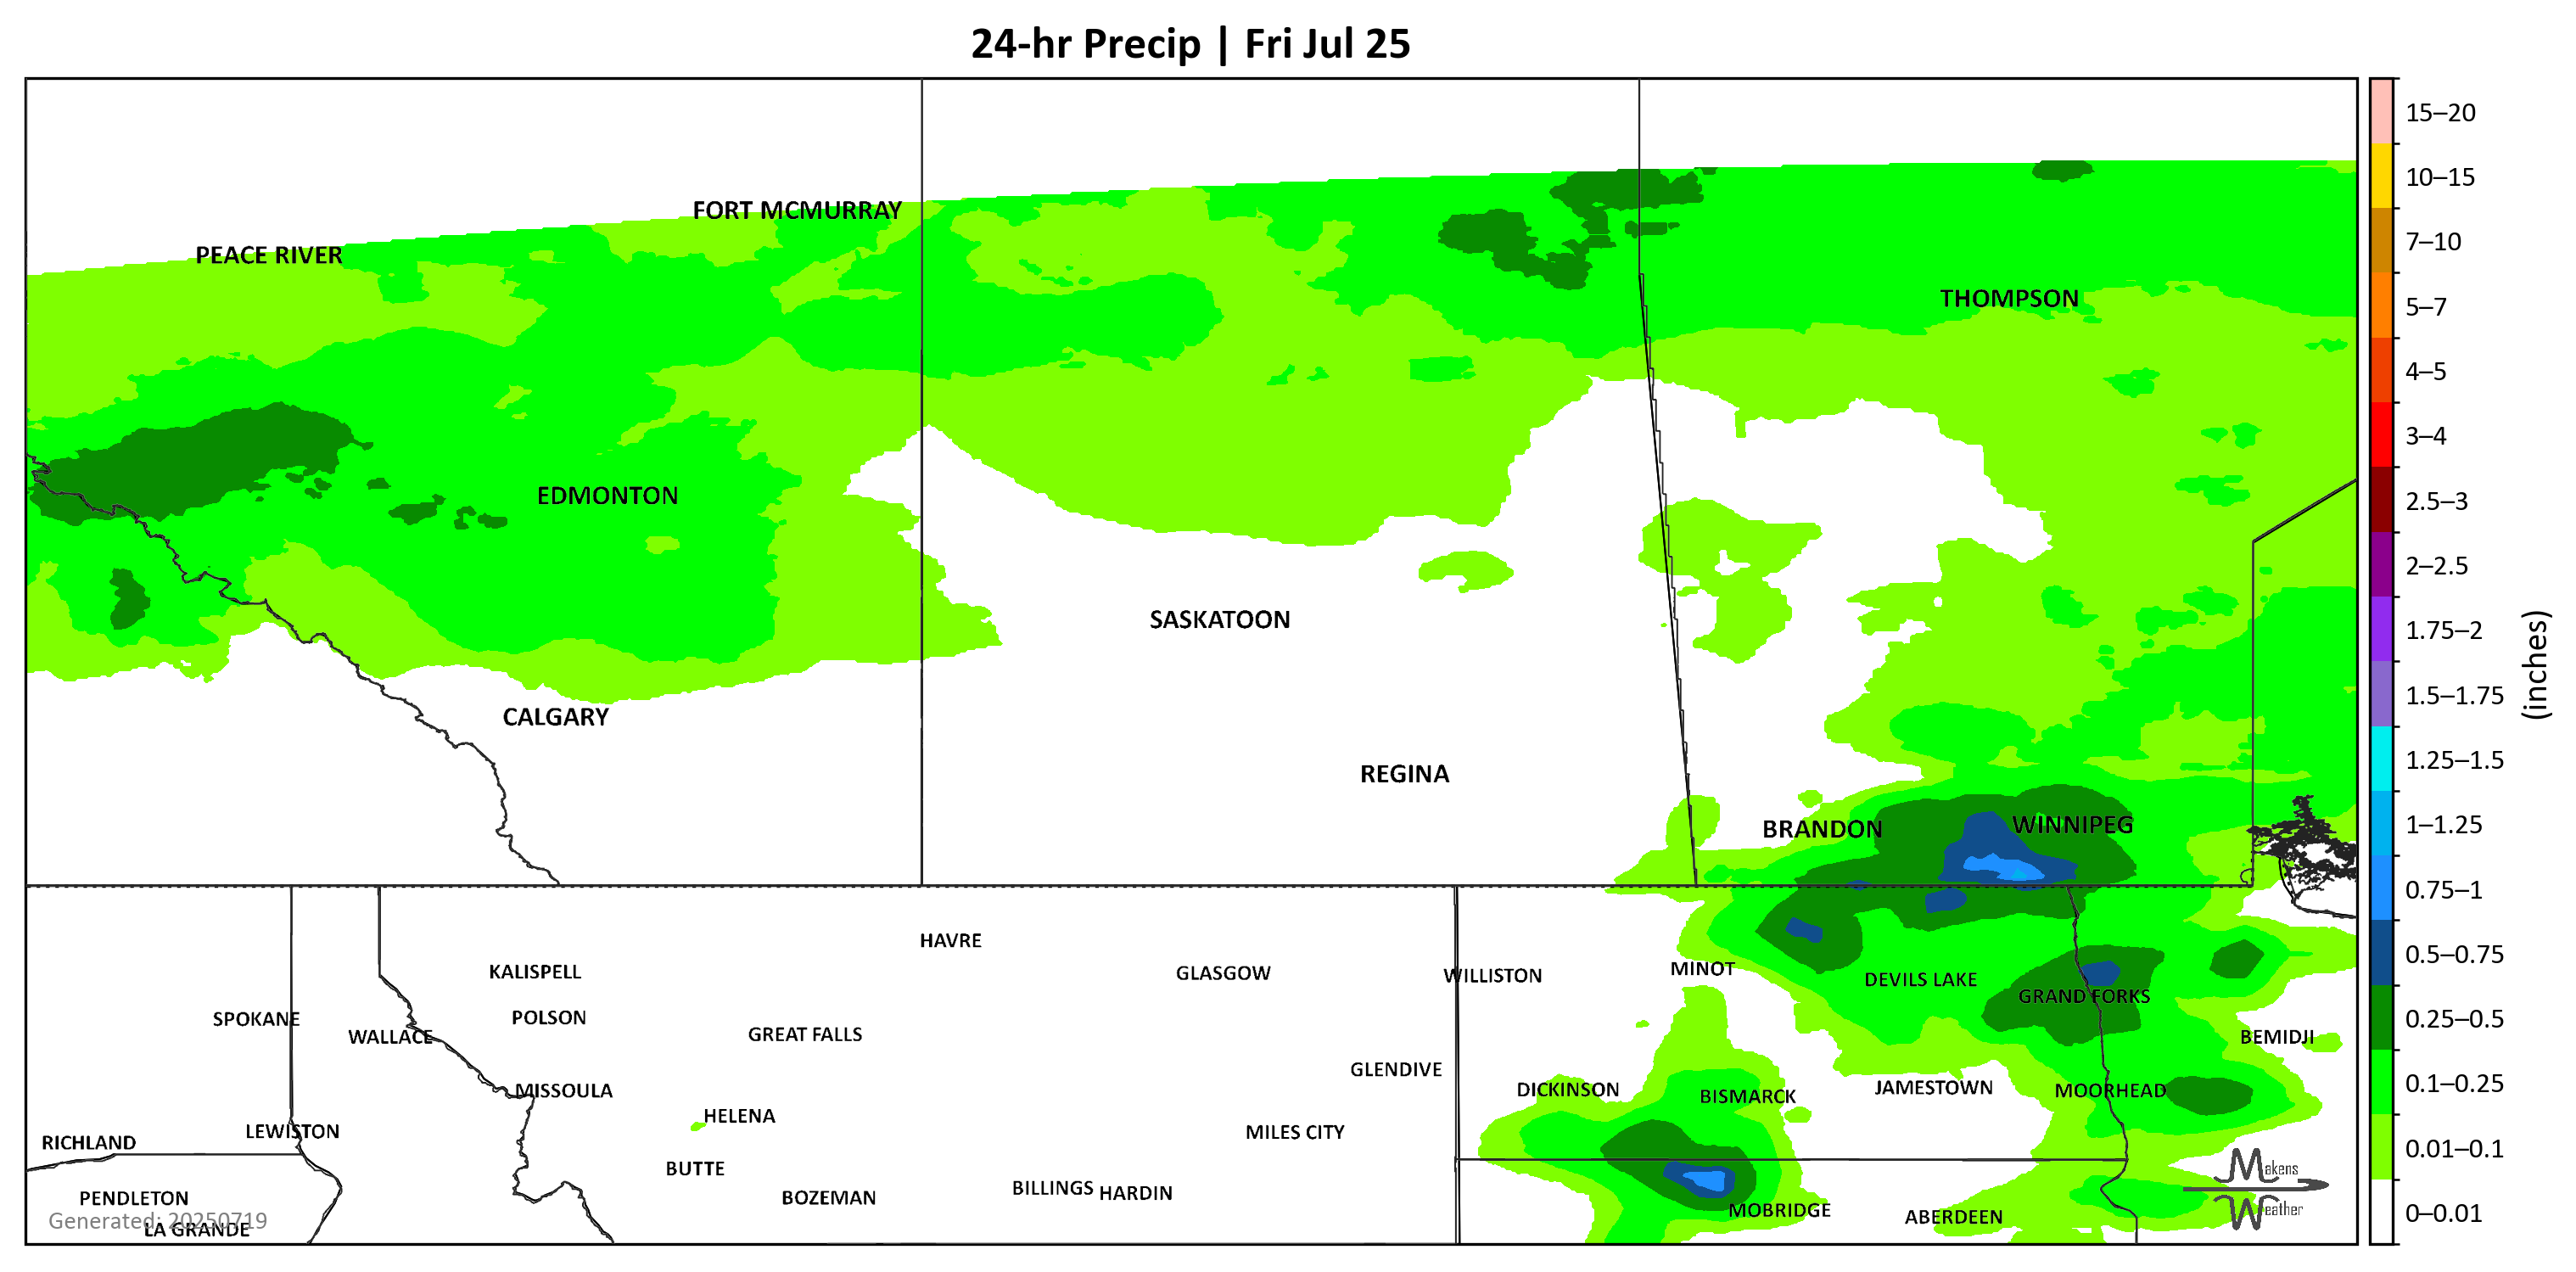 24-hr Precip | Fri Jul 25
FORT MCMURRAY
PEACE RIVER
THOMPSON
EDMONTON
SASKATOON
CALGARY
REGINA
BRANDON
WINNIPEG
HAVRE
KALISPELL
GLASGOW
WILLISTON
MINOT
DEVILS LAKE
GRAND FORKS
SPOKANE
POLSON
WALLACE
GREAT FALLS
BEMIDJI
GLENDIVE
MISSOULA
DICKINSON
BISMARCK
JAMESTOWN
MOORHEAD
HELENA
RICHLAND
LEWISTON
MILES CITY
BUTTE
PENDLETON
BOZEMAN
BILLINGS
HARDIN
MOBRIDGE
ABERDEEN
Generated: 20250719
LA GRANDE
Makens
Weather
15–20
10–15
7–10
5–7
4–5
3–4
2.5–3
2–2.5
1.75–2
1.5–1.75
1.25–1.5
1–1.25
0.75–1
0.5–0.75
0.25–0.5
0.1–0.25
0.01–0.1
0–0.01
(inches)